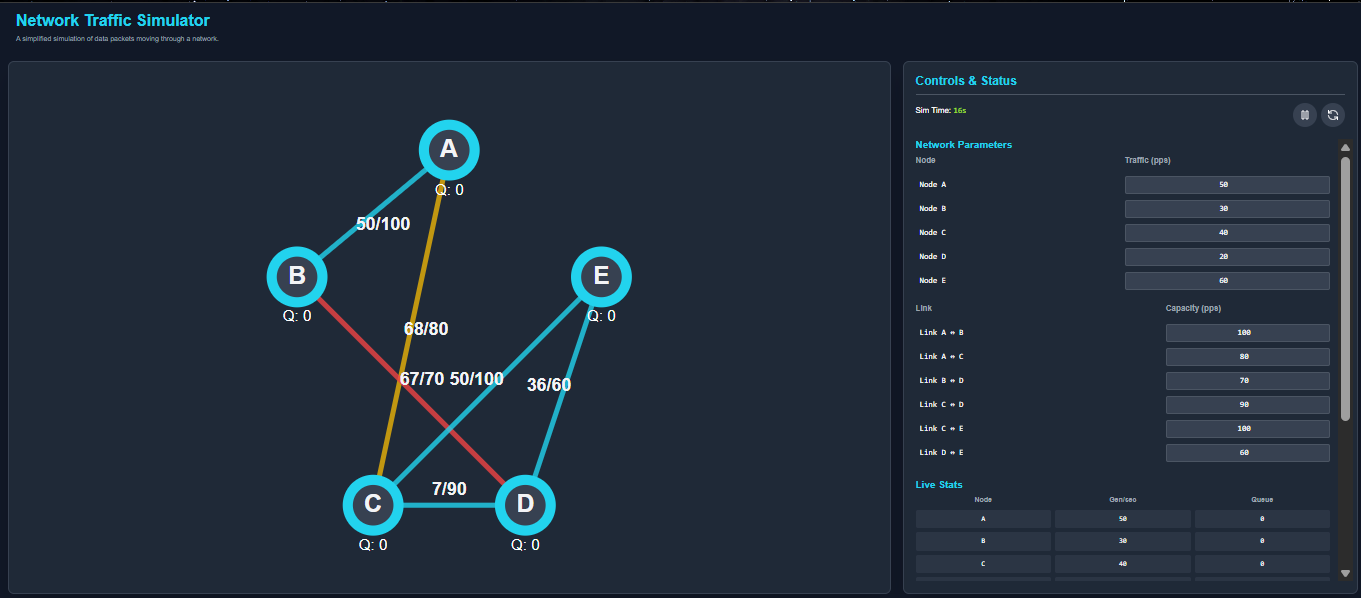 Network Traffic Simulator
A simplified simulation of data packets moving through a network.
A
Q: 0
50/100
B
Q: 0
E
Q: 0
68/80
67/70 50/100
36/60
7/90
C
Q: 0
D
Q: 0
Controls & Status
Sim Time: 16s
Network Parameters
Node Traffic (pps)
Node A 50
Node B 30
Node C 40
Node D 20
Node E 60
Link Capacity (pps)
Link A ↔ B 100
Link A ↔ C 80
Link B ↔ D 70
Link C ↔ D 90
Link C ↔ E 100
Link D ↔ E 60
Live Stats
Node Gen/sec Queue
A 50 0
B 30 0
C 40 0